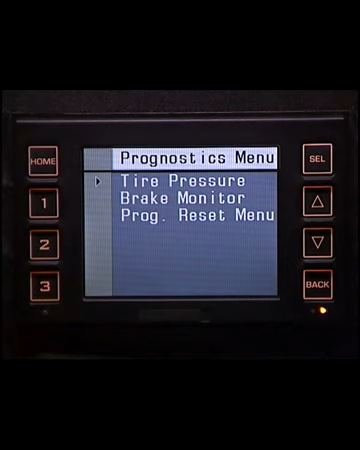 HOME
1
2
3
Prognostics Menu
Tire Pressure
Brake Monitor
Prog. Reset Menu
SEL
BACK